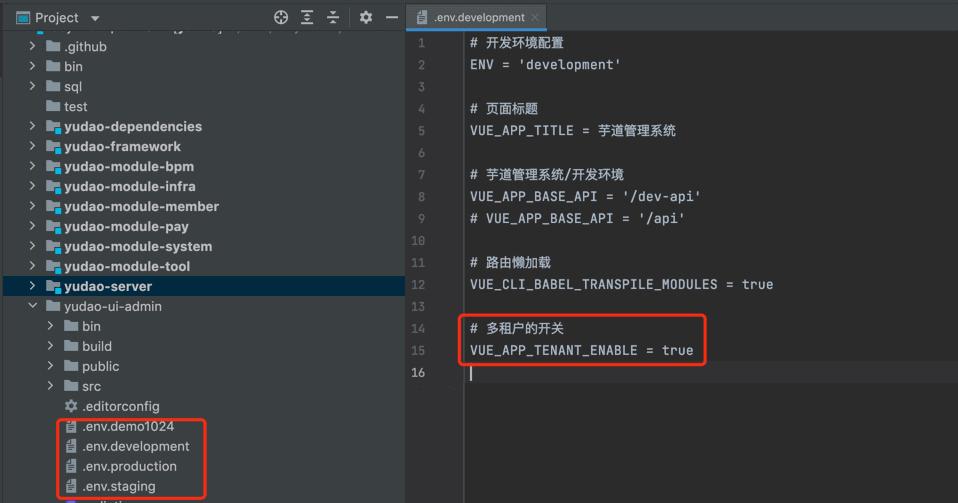 Project
.env.development
.github
bin
sql
test
yudao-dependencies
yudao-framework
yudao-module-bpm
yudao-module-infra
yudao-module-member
yudao-module-pay
yudao-module-system
yudao-module-tool
yudao-server
yudao-ui-admin
bin
build
public
src
.editorconfig
.env.demo1024
.env.development
.env.production
.env.staging
1 # 开发环境配置
2 ENV = 'development'
3
4 # 页面标题
5 VUE_APP_TITLE = 芋道管理系统
6
7 # 芋道管理系统/开发环境
8 VUE_APP_BASE_API = '/dev-api'
9 # VUE_APP_BASE_API = '/api'
10
11 # 路由懒加载
12 VUE_CLI_BABEL_TRANSPILE_MODULES = true
13
14 # 多租户的开关
15 VUE_APP_TENANT_ENABLE = true
16